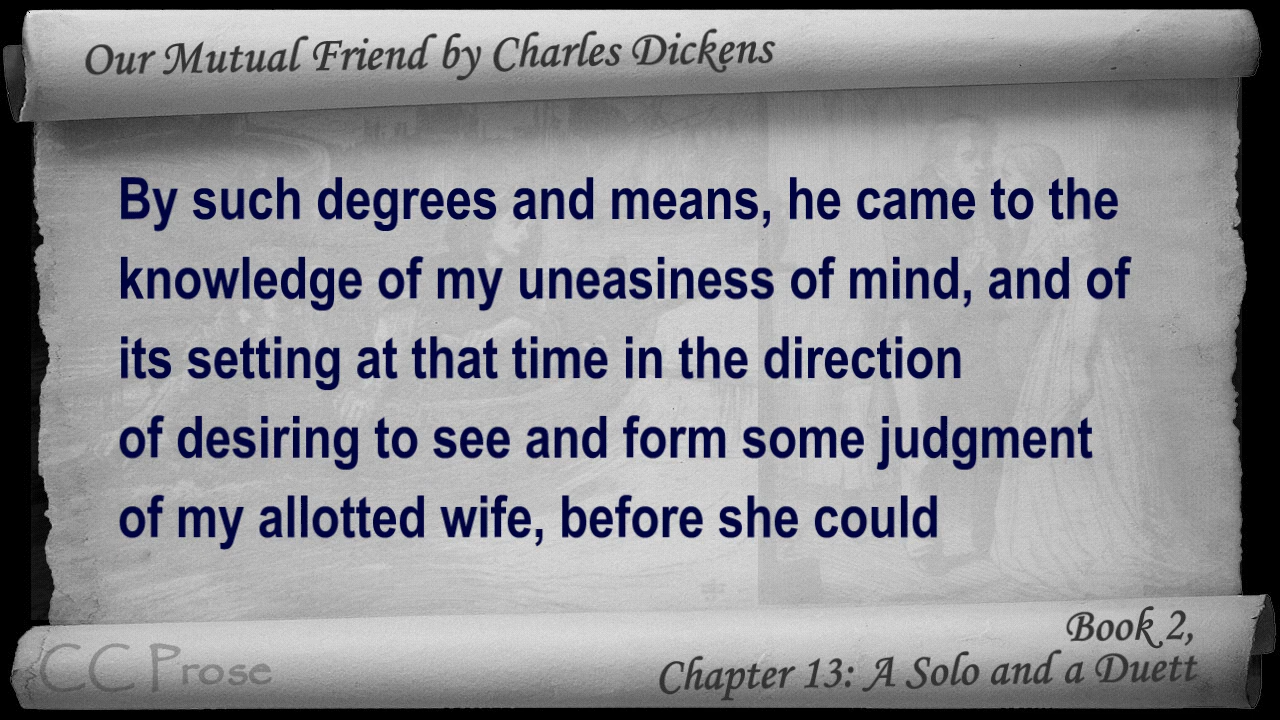 Our Mutual Friend by Charles Dickens
By such degrees and means, he came to the
knowledge of my uneasiness of mind, and of
its setting at that time in the direction
of desiring to see and form some judgment
of my allotted wife, before she could
Book 2,
CC Prose
Chapter 13: A Solo and a Duett